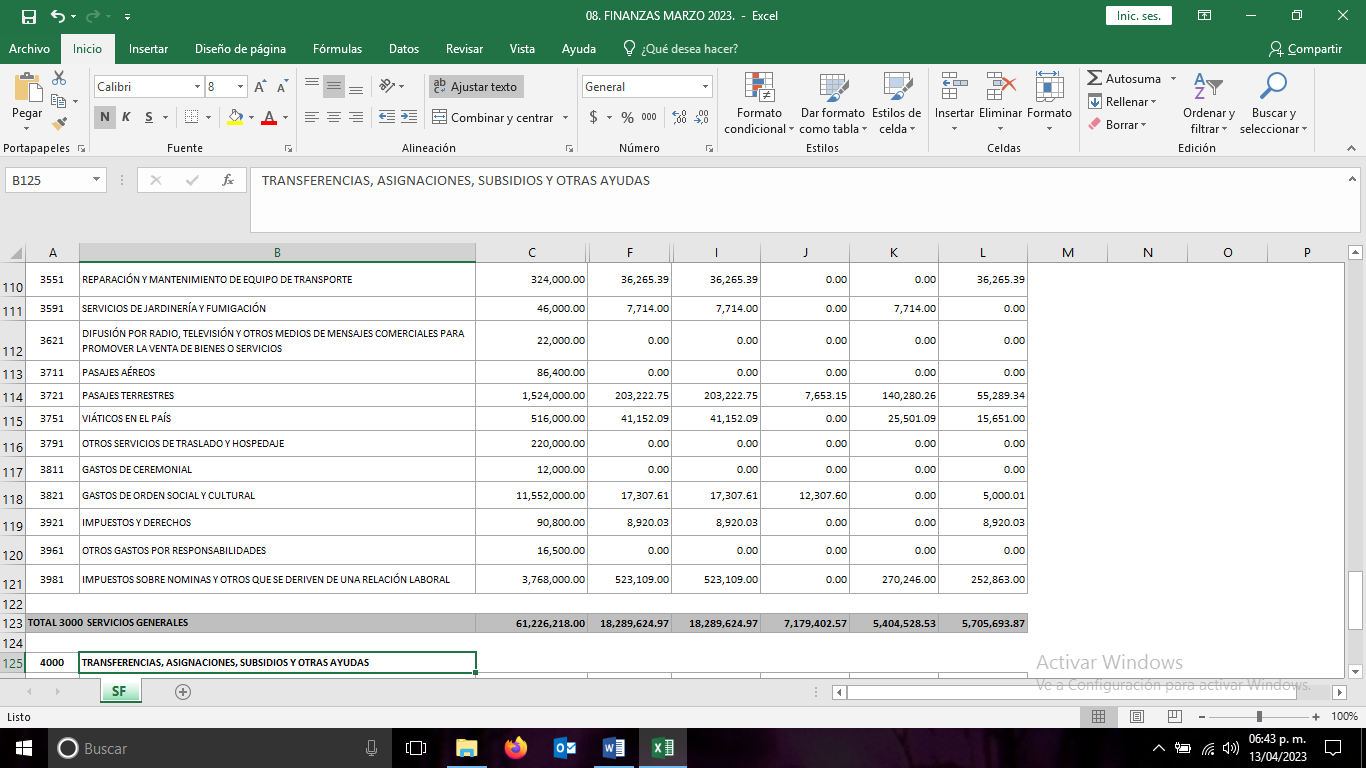 08. FINANZAS MARZO 2023. - Excel
Inic. ses.
Archivo Inicio Insertar Diseño de página Fórmulas Datos Revisar Vista Ayuda ¿Qué desea hacer? Compartir
Pegar
Calibri 8
N K S
Ajustar texto
Combinar y centrar
General
$ % 000
Formato condicional
Dar formato como tabla
Estilos de celda
Insertar Eliminar Formato
Autosuma
Rellenar
Borrar
Ordenar y filtrar
Buscar y seleccionar
Portapapeles Fuente Alineación Número Estilos Celdas Edición
B125 fx TRANSFERENCIAS, ASIGNACIONES, SUBSIDIOS Y OTRAS AYUDAS
A B C F I J K L M N O P
110 3551 REPARACIÓN Y MANTENIMIENTO DE EQUIPO DE TRANSPORTE 324,000.00 36,265.39 36,265.39 0.00 0.00 36,265.39
111 3591 SERVICIOS DE JARDINERÍA Y FUMIGACIÓN 46,000.00 7,714.00 7,714.00 0.00 7,714.00 0.00
112 3621 DIFUSIÓN POR RADIO, TELEVISIÓN Y OTROS MEDIOS DE MENSAJES COMERCIALES PARA
PROMOVER LA VENTA DE BIENES O SERVICIOS 22,000.00 0.00 0.00 0.00 0.00 0.00
113 3711 PASAJES AÉREOS 86,400.00 0.00 0.00 0.00 0.00 0.00
114 3721 PASAJES TERRESTRES 1,524,000.00 203,222.75 203,222.75 7,653.15 140,280.26 55,289.34
115 3751 VIÁTICOS EN EL PAÍS 516,000.00 41,152.09 41,152.09 0.00 25,501.09 15,651.00
116 3791 OTROS SERVICIOS DE TRASLADO Y HOSPEDAJE 220,000.00 0.00 0.00 0.00 0.00 0.00
117 3811 GASTOS DE CEREMONIAL 12,000.00 0.00 0.00 0.00 0.00 0.00
118 3821 GASTOS DE ORDEN SOCIAL Y CULTURAL 11,552,000.00 17,307.61 17,307.61 12,307.60 0.00 5,000.01
119 3921 IMPUESTOS Y DERECHOS 90,800.00 8,920.03 8,920.03 0.00 0.00 8,920.03
120 3961 OTROS GASTOS POR RESPONSABILIDADES 16,500.00 0.00 0.00 0.00 0.00 0.00
121 3981 IMPUESTOS SOBRE NOMINAS Y OTROS QUE SE DERIVEN DE UNA RELACIÓN LABORAL 3,768,000.00 523,109.00 523,109.00 0.00 270,246.00 252,863.00
122
123 TOTAL 3000 SERVICIOS GENERALES 61,226,218.00 18,289,624.97 18,289,624.97 7,179,402.57 5,404,528.53 5,705,693.87
124
125 4000 TRANSFERENCIAS, ASIGNACIONES, SUBSIDIOS Y OTRAS AYUDAS
Activar Windows
Ve a Configuración para activar Windows.
SF
Listo 100%
Buscar
06:43 p. m.
13/04/2023